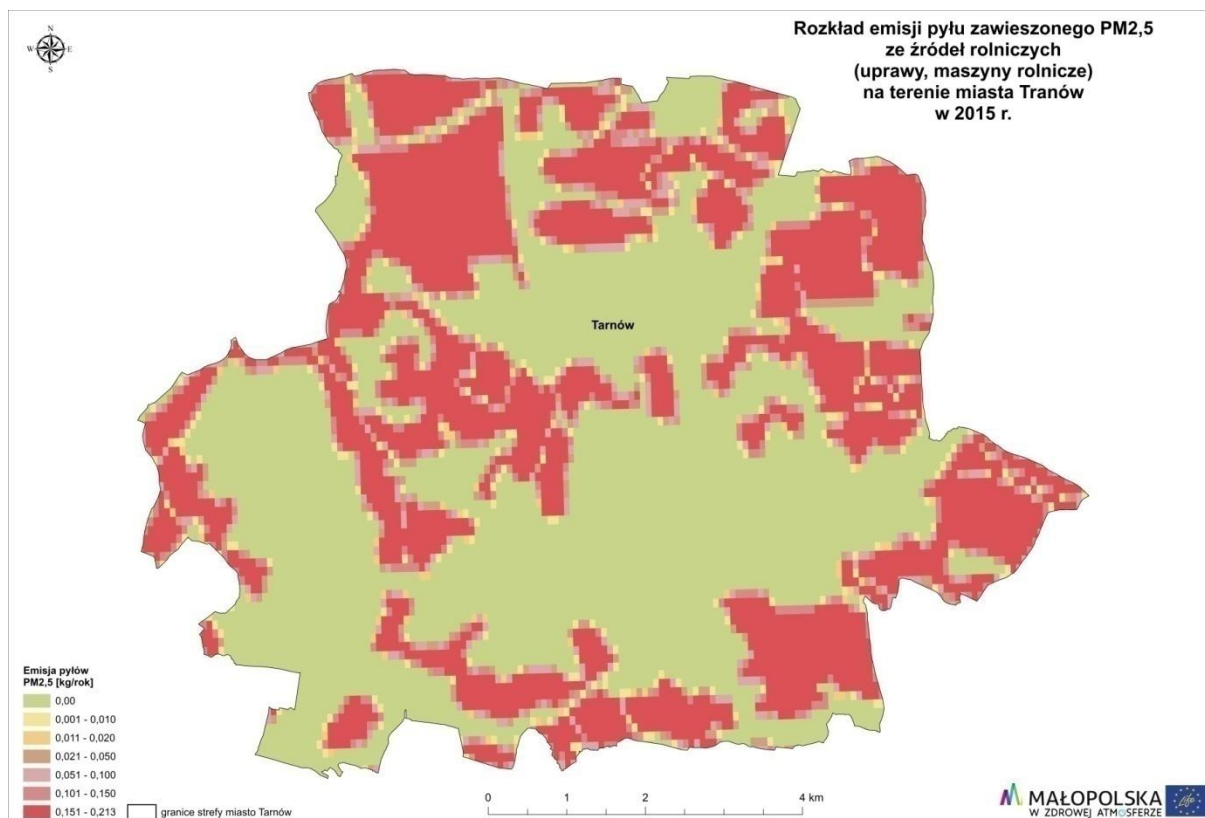 N
W E
S
Rozkład emisji pyłu zawieszonego PM2,5
ze źródeł rolniczych
(uprawy, maszyny rolnicze)
na terenie miasta Tranów
w 2015 r.
Tarnów
Emisja pyłów
PM2,5 [kg/rok]
0,00
0,001 - 0,010
0,011 - 0,020
0,021 - 0,050
0,051 - 0,100
0,101 - 0,150
0,151 - 0,213
granice strefy miasto Tarnów
0 1 2 4 km
MAŁOPOLSKA
W ZDROWEJ ATMOSFERZE
Life